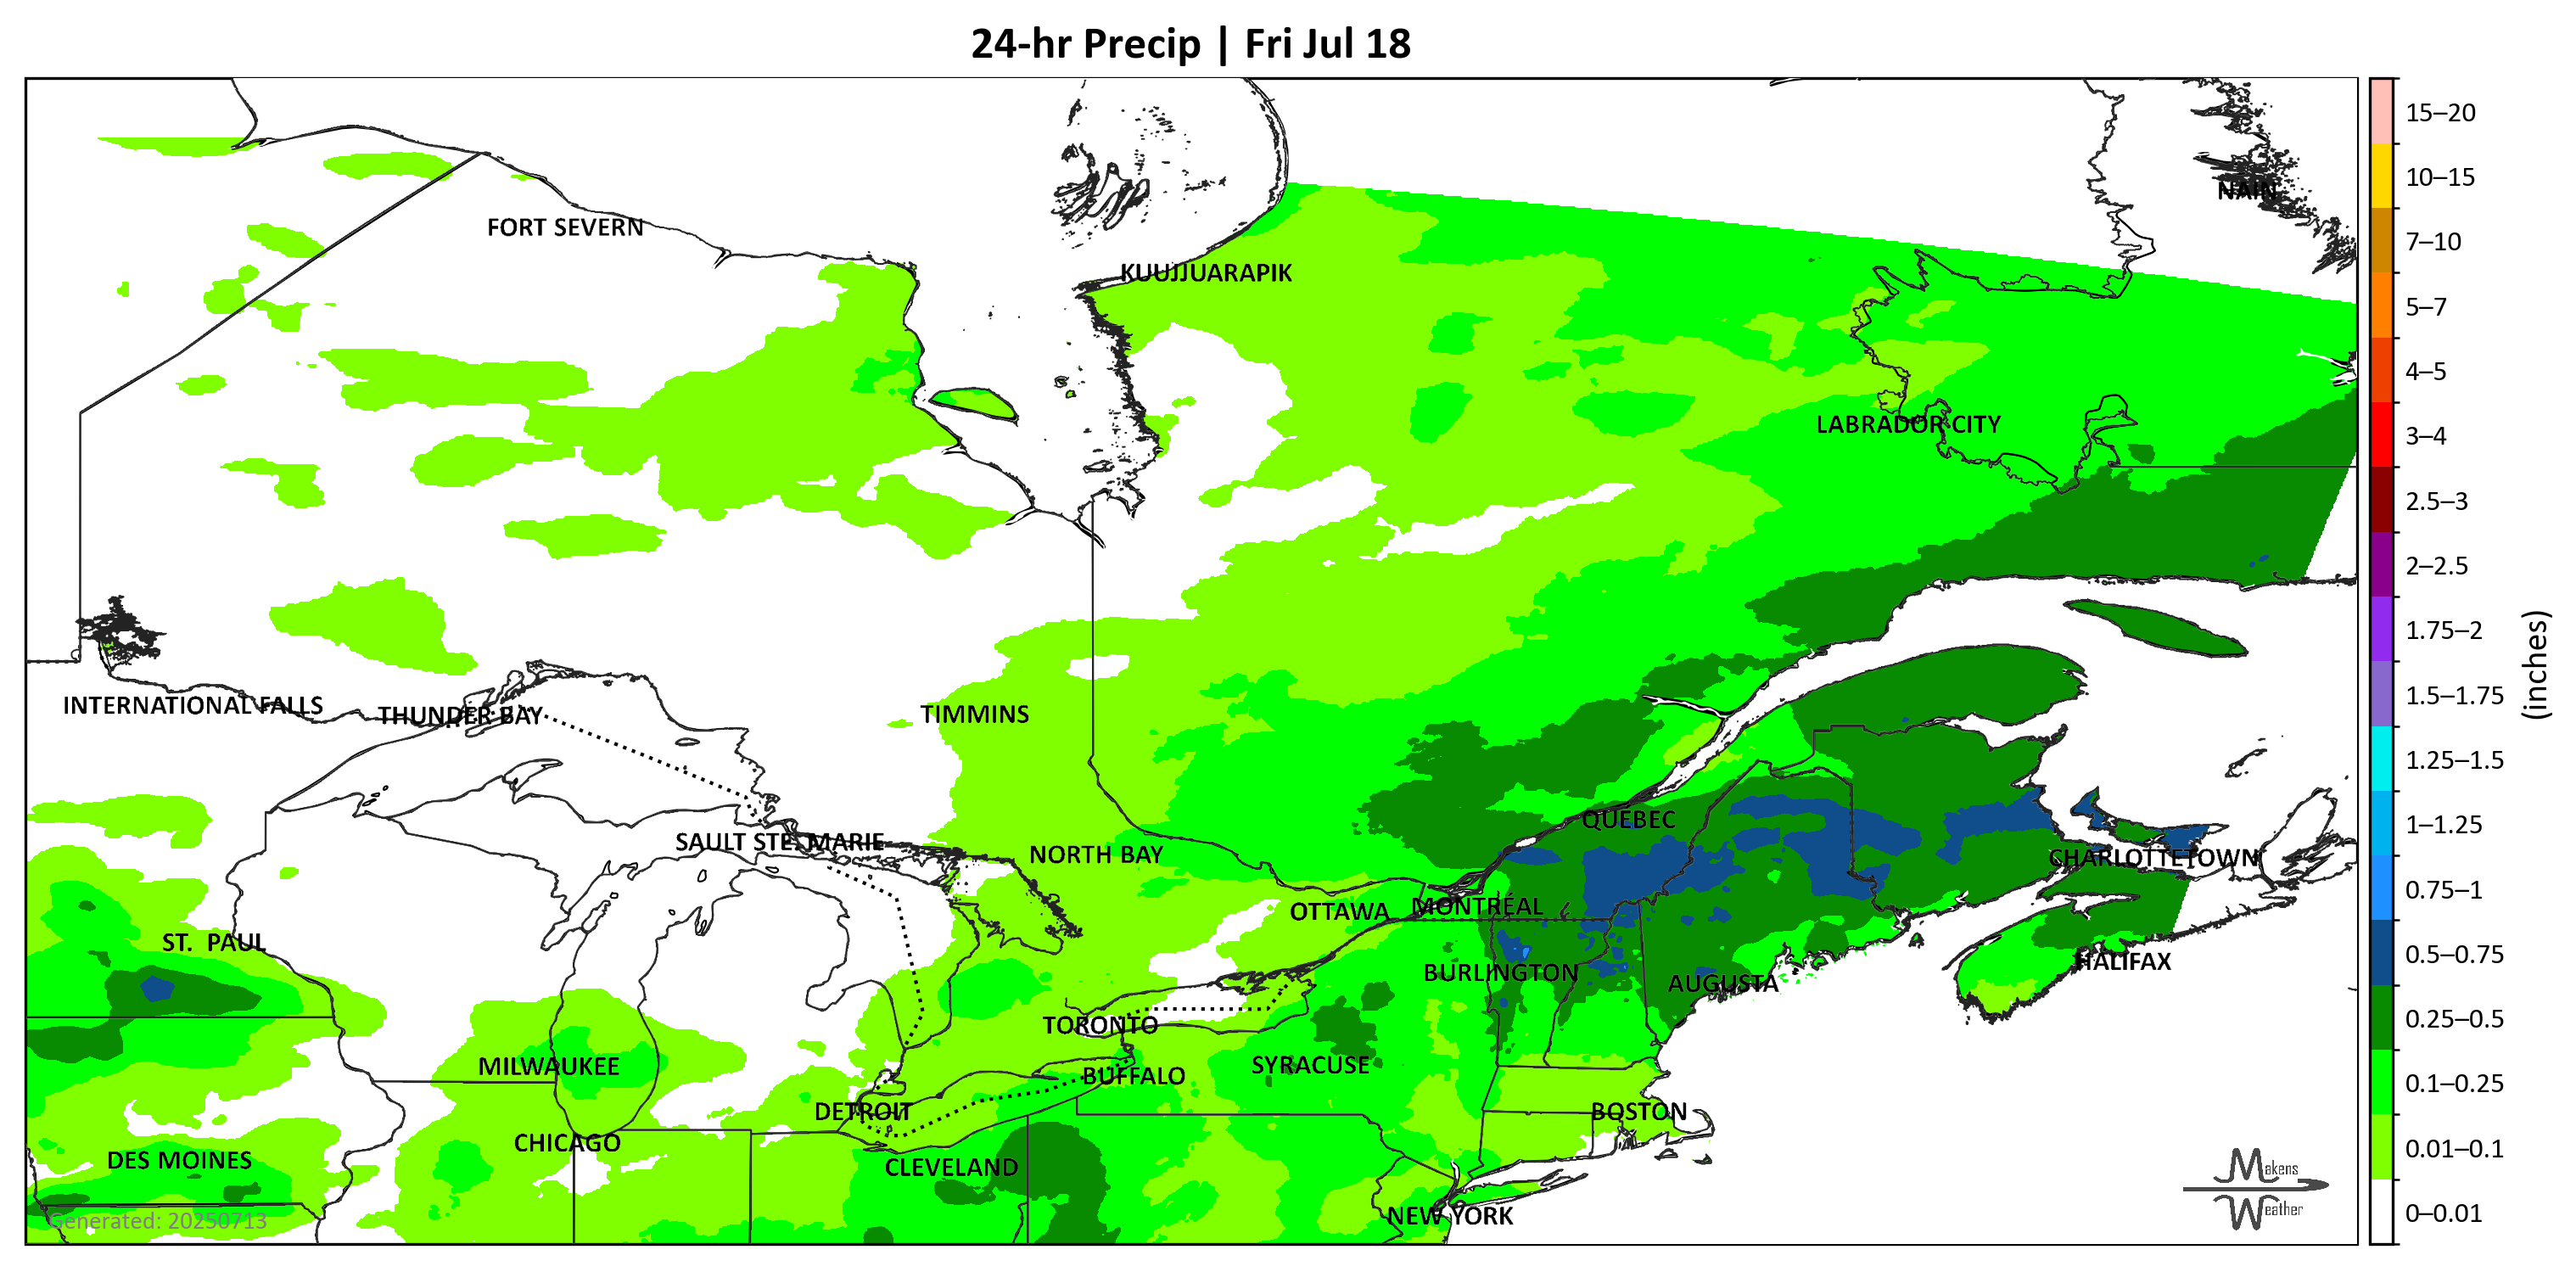 24-hr Precip | Fri Jul 18
NAIN
FORT SEVERN
KUUJJUARAPIK
LABRADOR CITY
INTERNATIONAL FALLS
THUNDER BAY
TIMMINS
QUEBEC
SAULT STE. MARIE
NORTH BAY
CHARLOTTETOWN
OTTAWA
MONTRÉAL
ST. PAUL
HALIFAX
BURLINGTON
AUGUSTA
TORONTO
MILWAUKEE
BUFFALO
SYRACUSE
DETROIT
BOSTON
CHICAGO
DES MOINES
CLEVELAND
NEW YORK
Generated: 20250713
Makens
Weather
15–20
10–15
7–10
5–7
4–5
3–4
2.5–3
2–2.5
1.75–2
1.5–1.75
1.25–1.5
1–1.25
0.75–1
0.5–0.75
0.25–0.5
0.1–0.25
0.01–0.1
0–0.01
(inches)